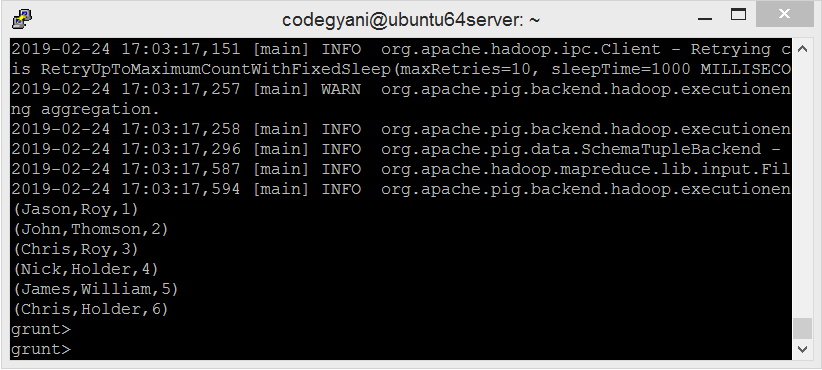 codegyani@ubuntu64server: ~
2019-02-24 17:03:17,151 [main] INFO  org.apache.hadoop.ipc.Client - Retrying c
is RetryUpToMaximumCountWithFixedSleep(maxRetries=10, sleepTime=1000 MILLISECO
2019-02-24 17:03:17,257 [main] WARN  org.apache.pig.backend.hadoop.executionen
ng aggregation.
2019-02-24 17:03:17,258 [main] INFO  org.apache.pig.backend.hadoop.executionen
2019-02-24 17:03:17,296 [main] INFO  org.apache.pig.data.SchemaTupleBackend -
2019-02-24 17:03:17,587 [main] INFO  org.apache.hadoop.mapreduce.lib.input.Fil
2019-02-24 17:03:17,594 [main] INFO  org.apache.pig.backend.hadoop.executionen
(Jason,Roy,1)
(John,Thomson,2)
(Chris,Roy,3)
(Nick,Holder,4)
(James,William,5)
(Chris,Holder,6)
grunt>
grunt>